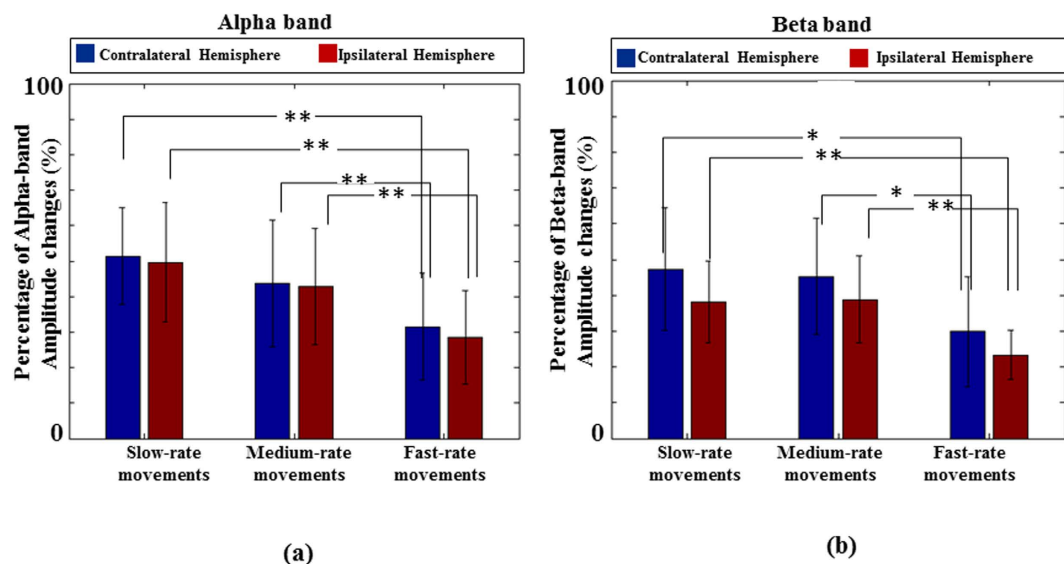 Alpha band
Contralateral Hemisphere Ipsilateral Hemisphere
100
Percentage of Alpha-band
Amplitude changes (%)
0
**
**
**
**
Slow-rate
movements
Medium-rate
movements
Fast-rate
movements
(a)
Beta band
Contralateral Hemisphere Ipsilateral Hemisphere
100
Percentage of Beta-band
Amplitude changes (%)
0
*
**
*
**
Slow-rate
movements
Medium-rate
movements
Fast-rate
movements
(b)